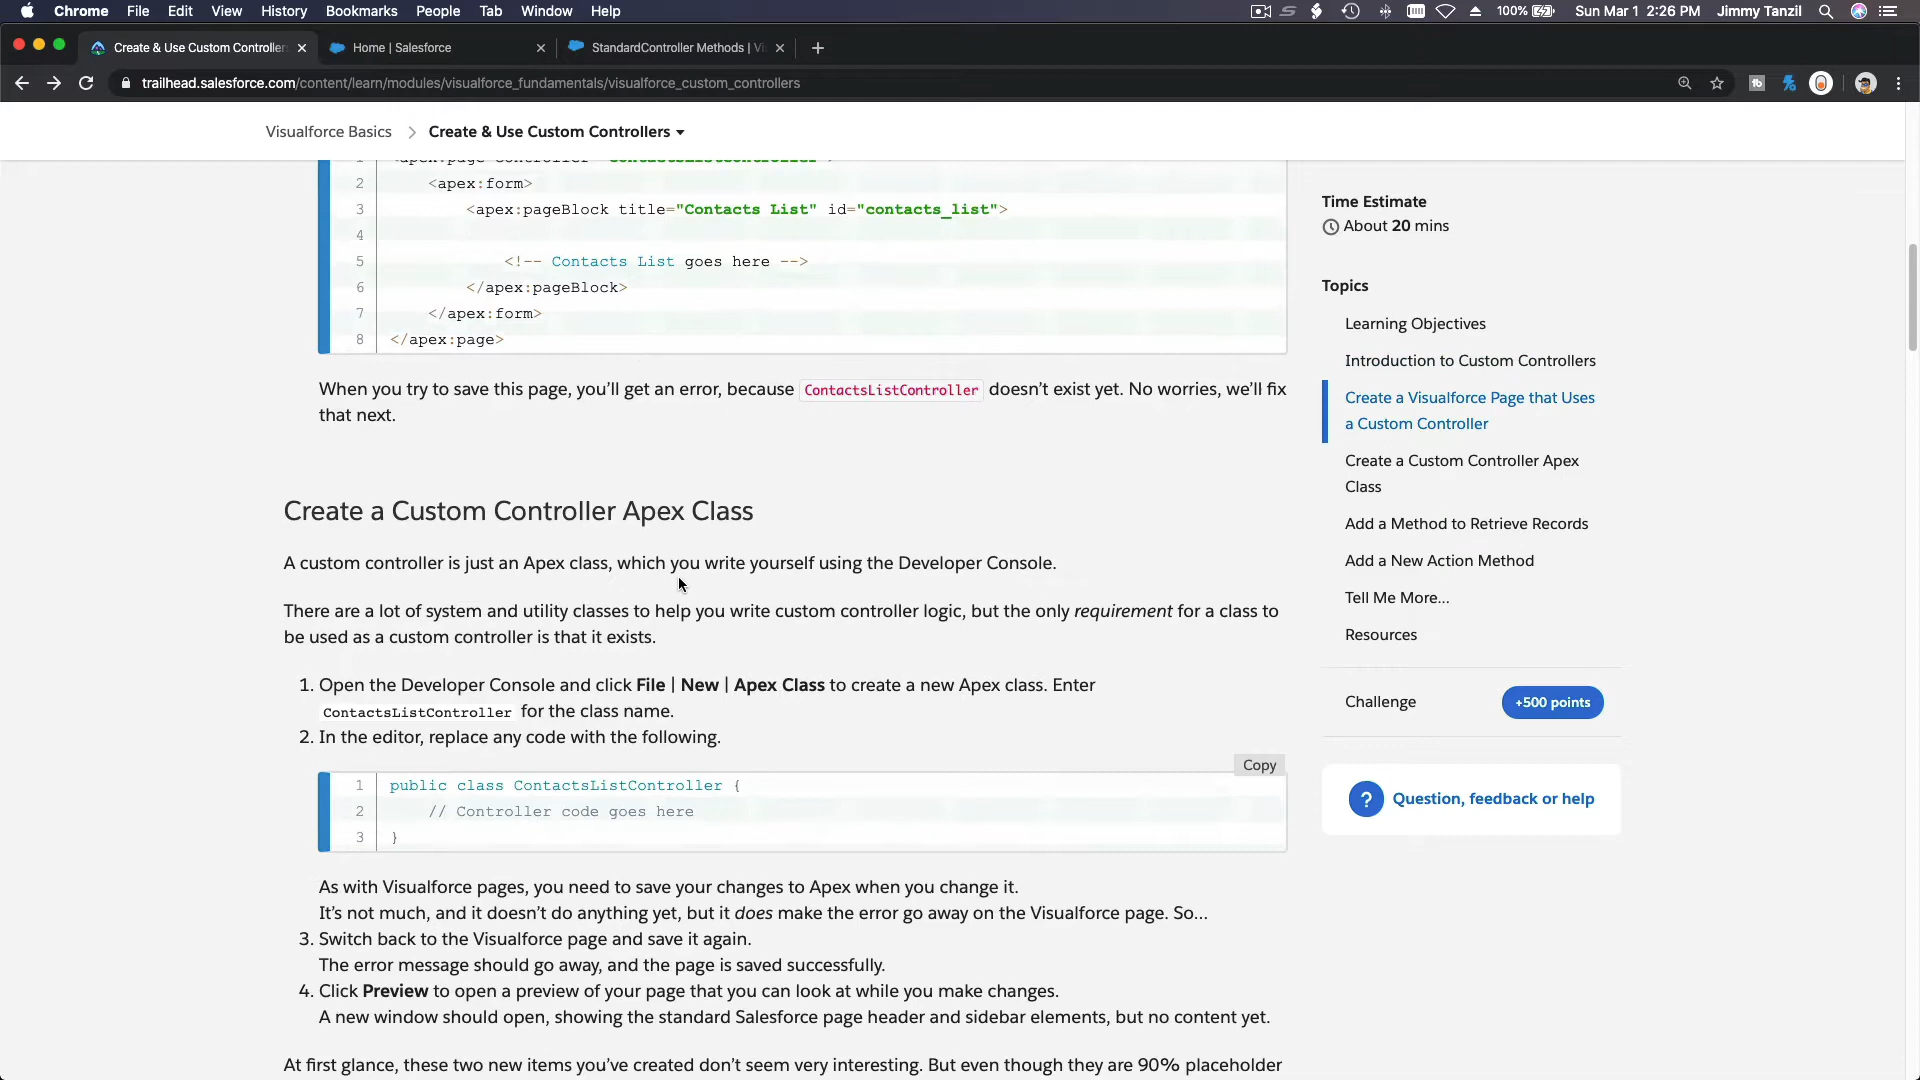 Chrome File Edit View History Bookmarks People Tab Window Help 100% Sun Mar 1 2:26 PM Jimmy Tanzil
Create & Use Custom Controller Home | Salesforce StandardController Methods | Vi
trailhead.salesforce.com/content/learn/modules/visualforce_fundamentals/visualforce_custom_controllers
Visualforce Basics > Create & Use Custom Controllers
2 <apex:form>
3 <apex:pageBlock title="Contacts List" id="contacts_list">
4
5 <!-- Contacts List goes here -->
6 </apex:pageBlock>
7 </apex:form>
8 </apex:page>
When you try to save this page, you’ll get an error, because ContactsListController doesn’t exist yet. No worries, we’ll fix
that next.
Create a Custom Controller Apex Class
A custom controller is just an Apex class, which you write yourself using the Developer Console.
There are a lot of system and utility classes to help you write custom controller logic, but the only requirement for a class to
be used as a custom controller is that it exists.
1. Open the Developer Console and click File | New | Apex Class to create a new Apex class. Enter
ContactsListController for the class name.
2. In the editor, replace any code with the following.
Copy
1 public class ContactsListController {
2 // Controller code goes here
3 }
As with Visualforce pages, you need to save your changes to Apex when you change it.
It’s not much, and it doesn’t do anything yet, but it does make the error go away on the Visualforce page. So…
3. Switch back to the Visualforce page and save it again.
The error message should go away, and the page is saved successfully.
4. Click Preview to open a preview of your page that you can look at while you make changes.
A new window should open, showing the standard Salesforce page header and sidebar elements, but no content yet.
At first glance, these two new items you’ve created don’t seem very interesting. But even though they are 90% placeholder
Time Estimate
About 20 mins
Topics
Learning Objectives
Introduction to Custom Controllers
Create a Visualforce Page that Uses
a Custom Controller
Create a Custom Controller Apex
Class
Add a Method to Retrieve Records
Add a New Action Method
Tell Me More...
Resources
Challenge +500 points
? Question, feedback or help